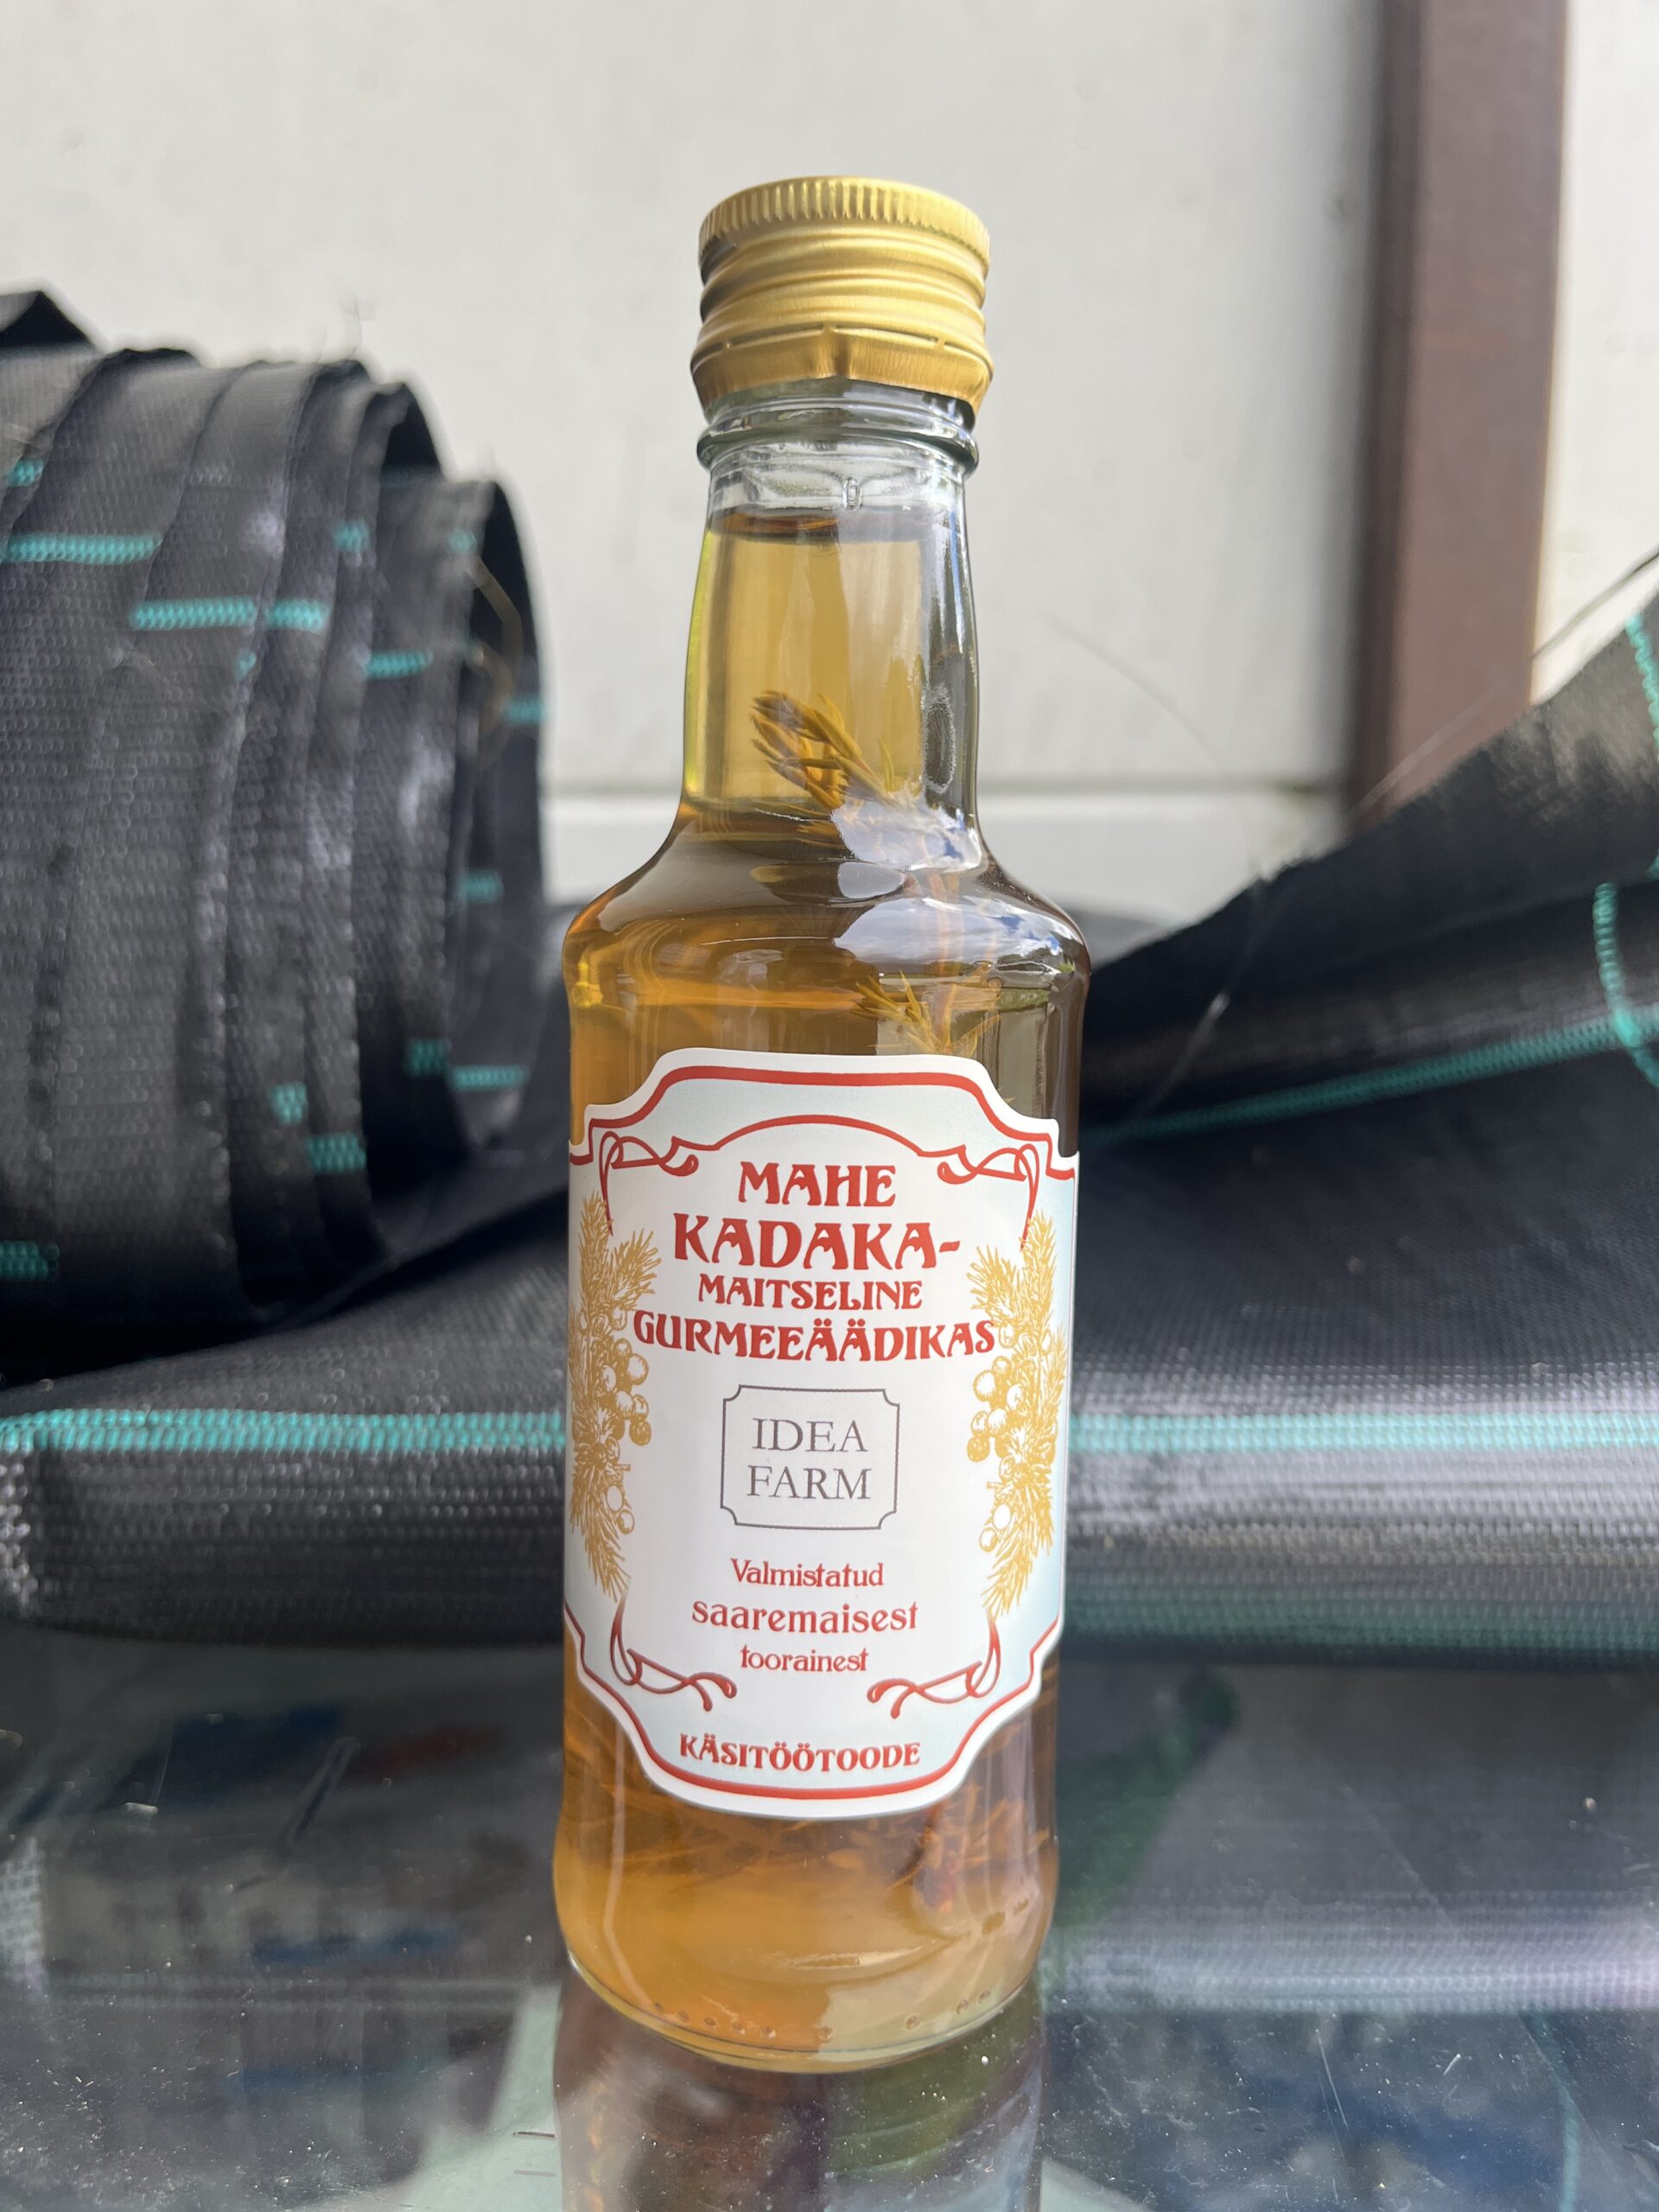 MAHE
KADAKA-
MAITSELINE
GURMEEÄÄDIKAS
IDEA
FARM
Valmistatud
saaremaisest
toorainest
KÄSITÖÖTOODE